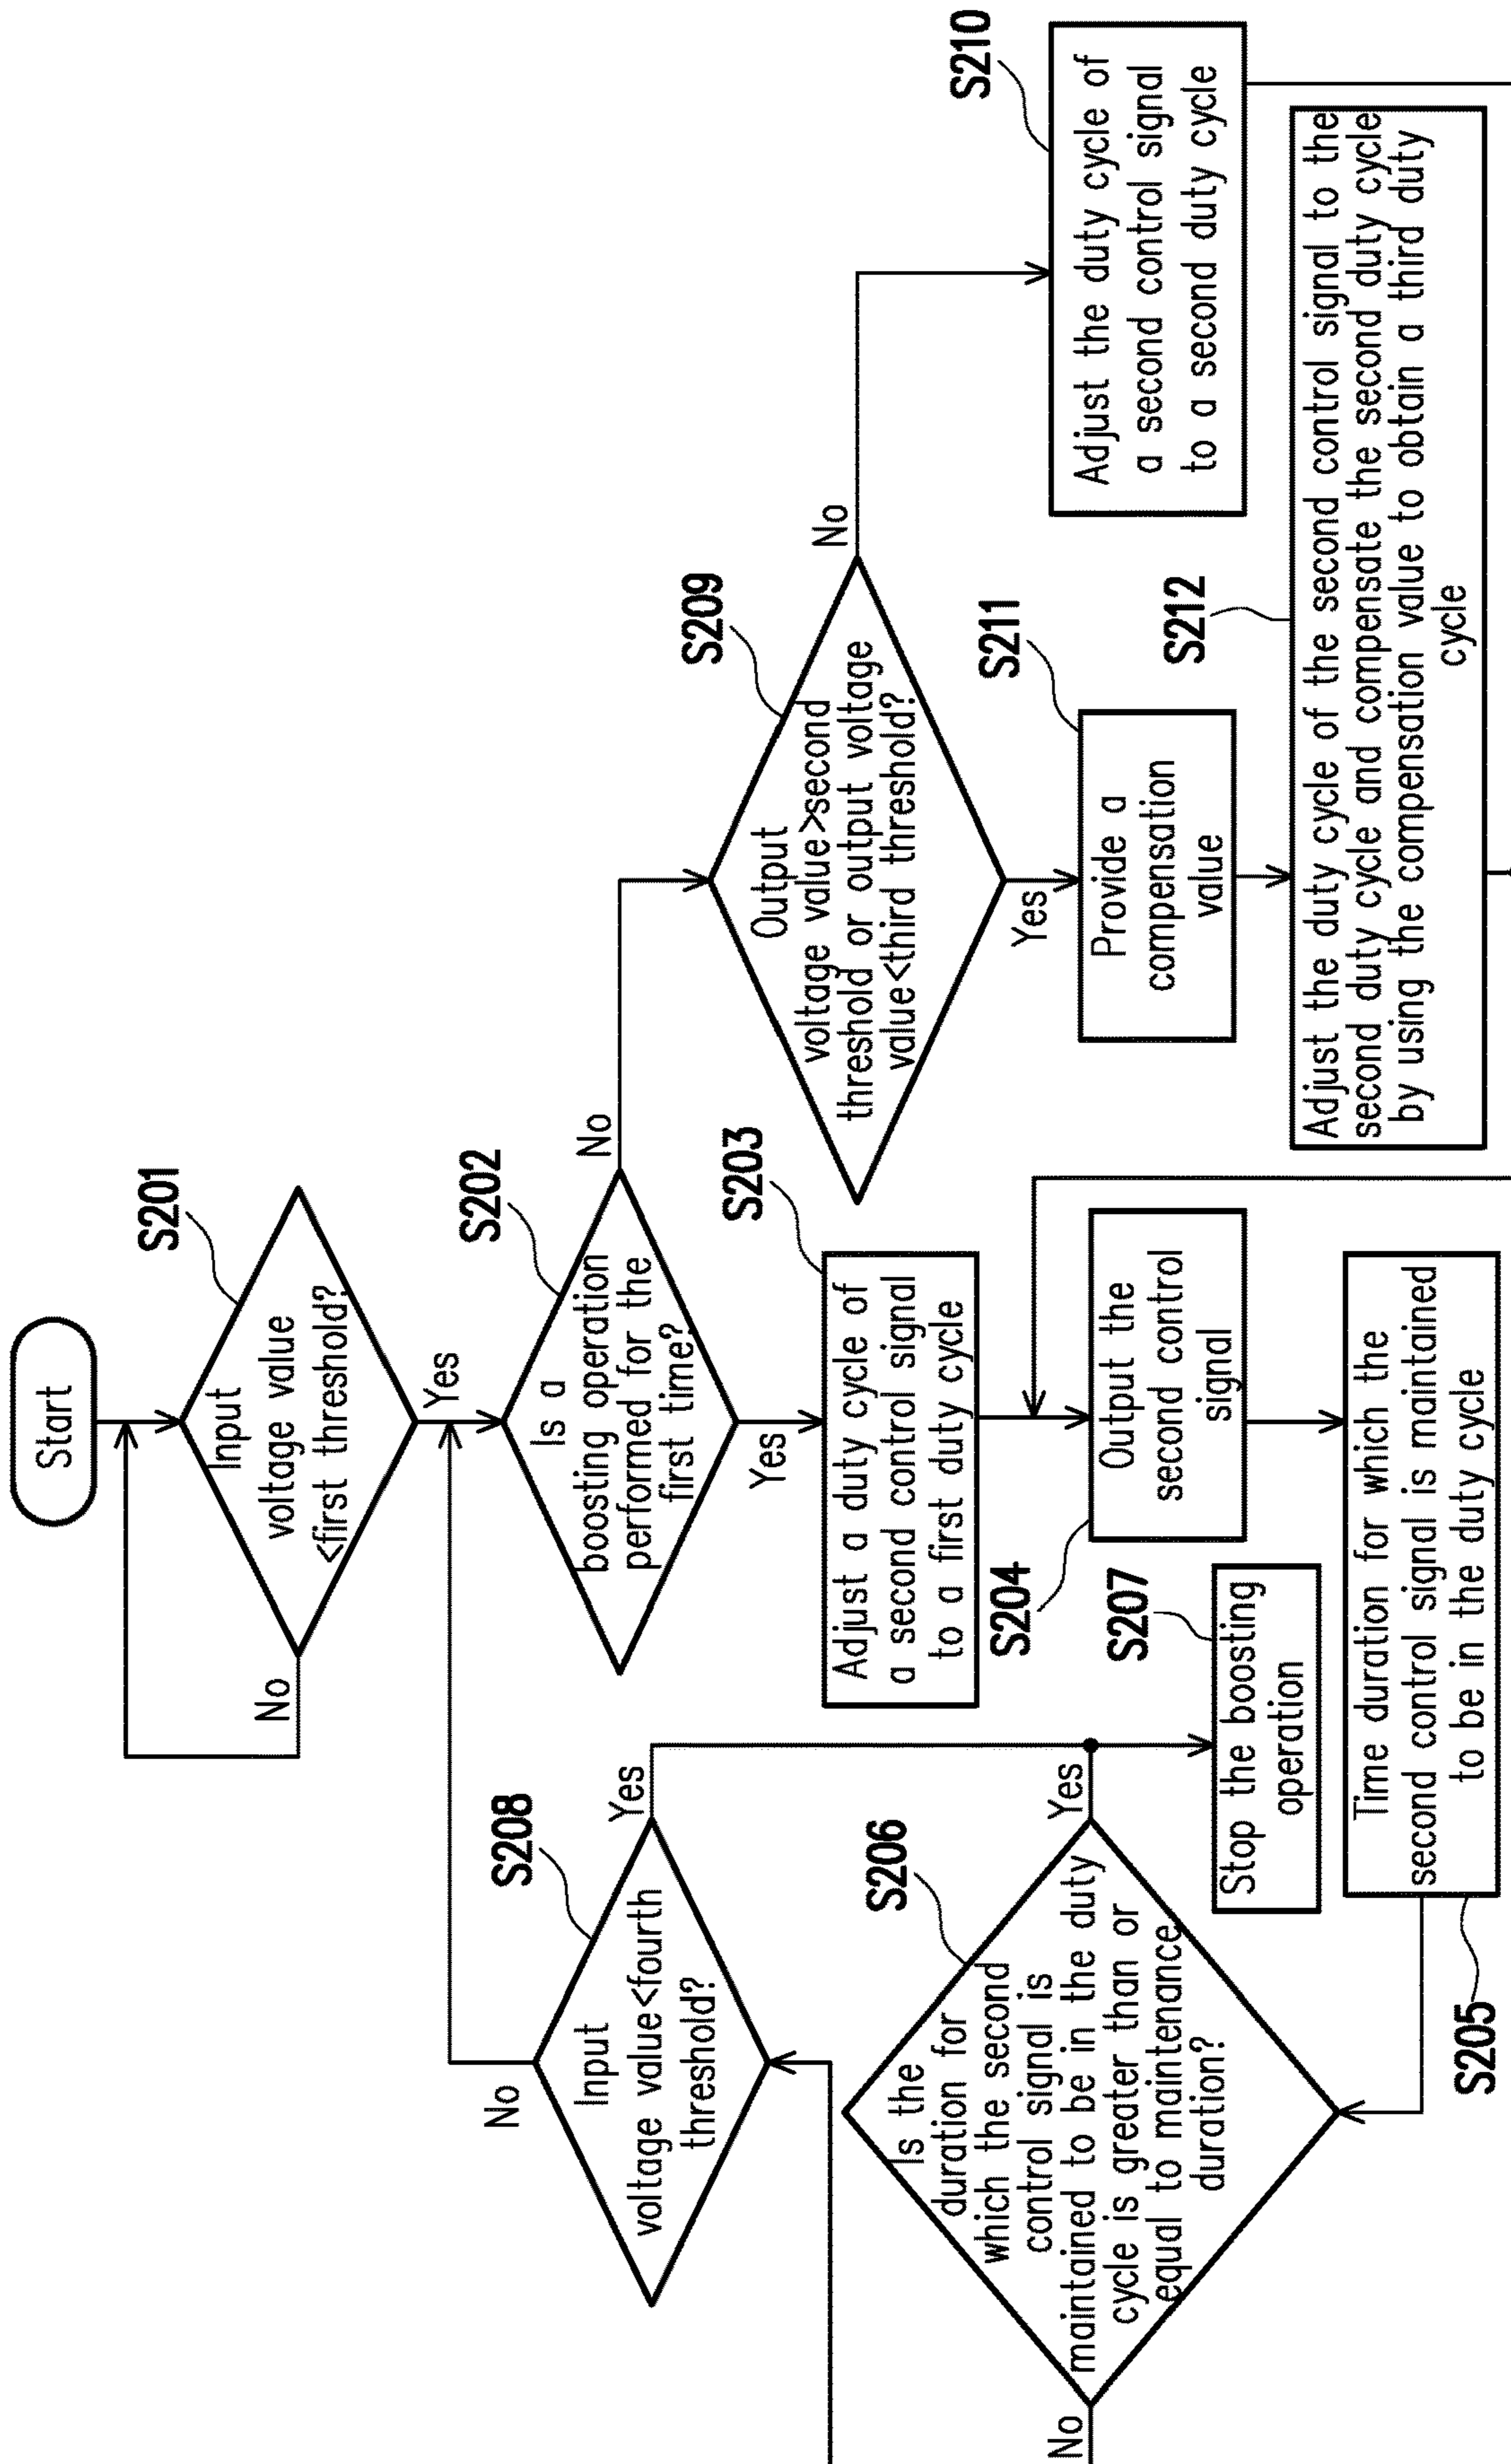 Start
S201
Input
voltage value
<first threshold?
No
Yes
S202
Is a
boosting operation
performed for the
first time?
No
Yes
S203
Adjust a duty cycle of
a second control signal
to a first duty cycle
S204
Output the
second control
signal
Time duration for which the
second control signal is maintained
to be in the duty cycle
S205
S206
Is the
duration for
which the second
control signal is
maintained to be in the duty
cycle is greater than or
equal to maintenance
duration?
Yes
No
S207
Stop the boosting
operation
S208
Input
voltage value<fourth
threshold?
Yes
No
S209
Output
voltage value>second
threshold or output voltage
value<third threshold?
No
Yes
S210
Adjust the duty cycle of
a second control signal
to a second duty cycle
S211
Provide a
compensation
value
S212
Adjust the duty cycle of the second control signal to the
second duty cycle and compensate the second duty cycle
by using the compensation value to obtain a third duty
cycle